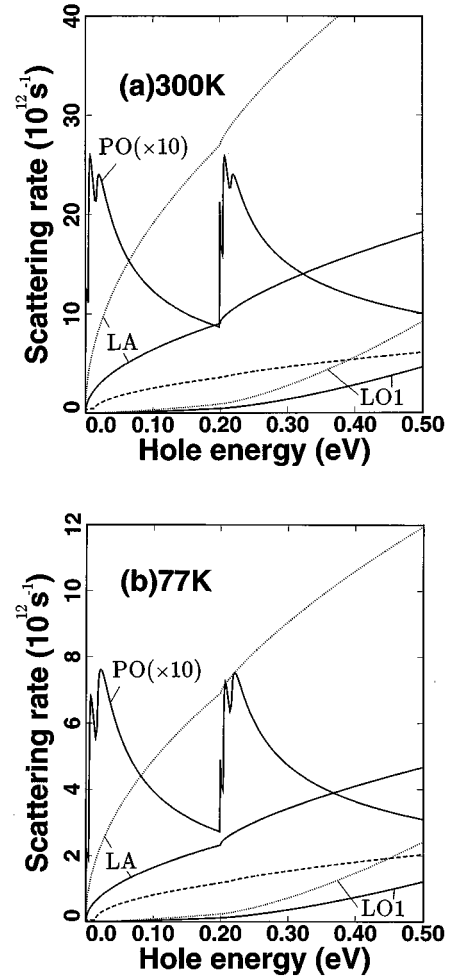 (a)300K
Scattering rate (10¹² s⁻¹)
40
30
20
10
0
PO(×10)
LA
LO1
0.0 0.10 0.20 0.30 0.40 0.50
Hole energy (eV)
(b)77K
Scattering rate (10¹² s⁻¹)
12
10
8
6
4
2
0
PO(×10)
LA
LO1
0.0 0.10 0.20 0.30 0.40 0.50
Hole energy (eV)